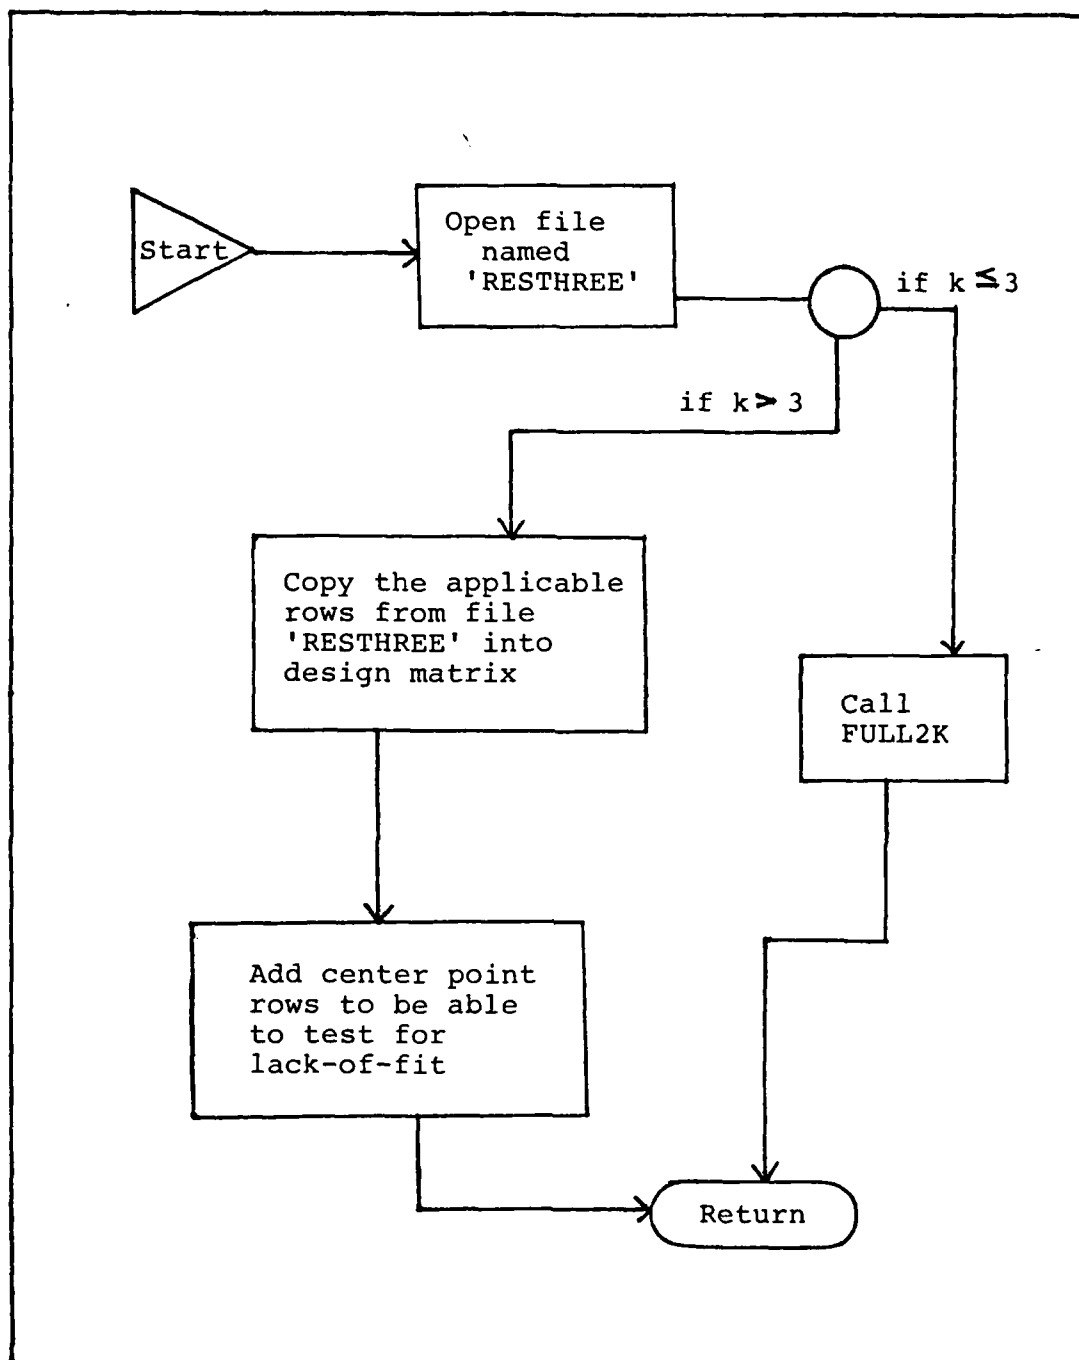 Start
Open file
named
'RESTHREE'
if k ≤ 3
if k > 3
Copy the applicable
rows from file
'RESTHREE' into
design matrix
Call
FULL2K
Add center point
rows to be able
to test for
lack-of-fit
Return